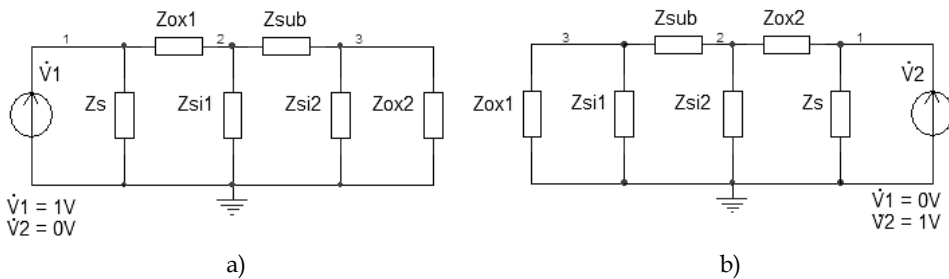 Zox1 Zsub
1 2 3
V̇1 Zs Zsi1 Zsi2 Zox2
V̇1 = 1V
V̇2 = 0V
a)
Zsub Zox2
3 2 1
Zox1 Zsi1 Zsi2 Zs V̇2
V̇1 = 0V
V̇2 = 1V
b)